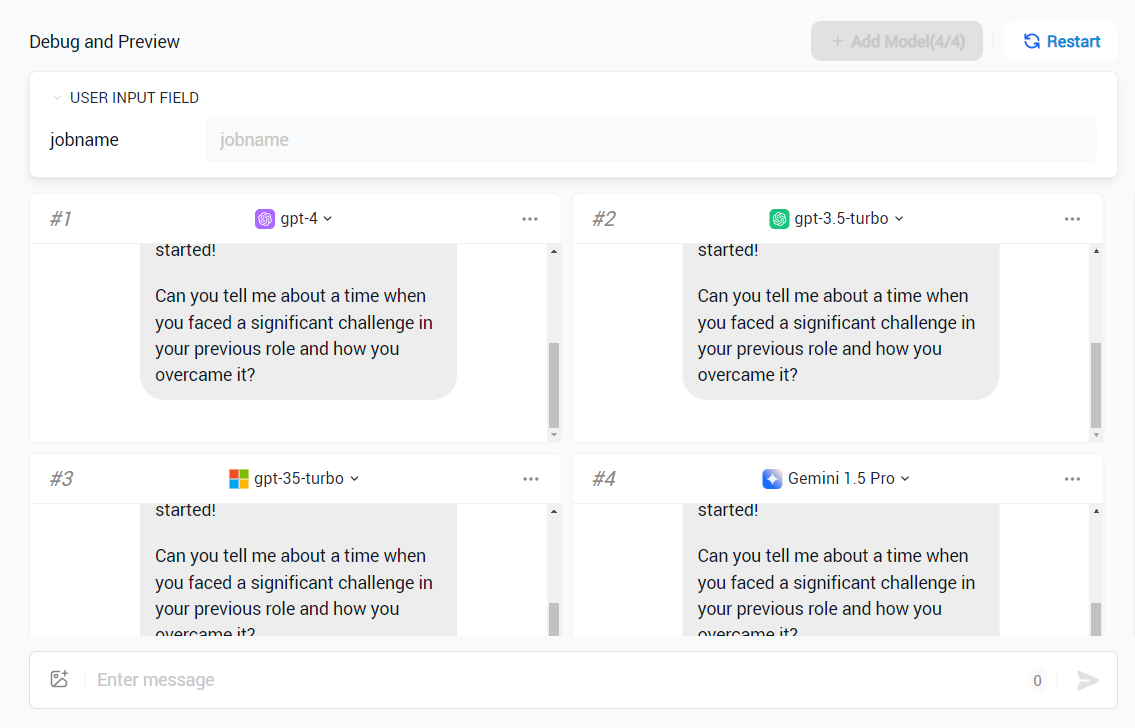 Debug and Preview
+ Add Model(4/4)
Restart
USER INPUT FIELD
jobname
jobname
#1
gpt-4
started!
Can you tell me about a time when
you faced a significant challenge in
your previous role and how you
overcame it?
#2
gpt-3.5-turbo
started!
Can you tell me about a time when
you faced a significant challenge in
your previous role and how you
overcame it?
#3
gpt-35-turbo
started!
Can you tell me about a time when
you faced a significant challenge in
your previous role and how you
overcame it?
#4
Gemini 1.5 Pro
started!
Can you tell me about a time when
you faced a significant challenge in
your previous role and how you
overcame it?
Enter message
0